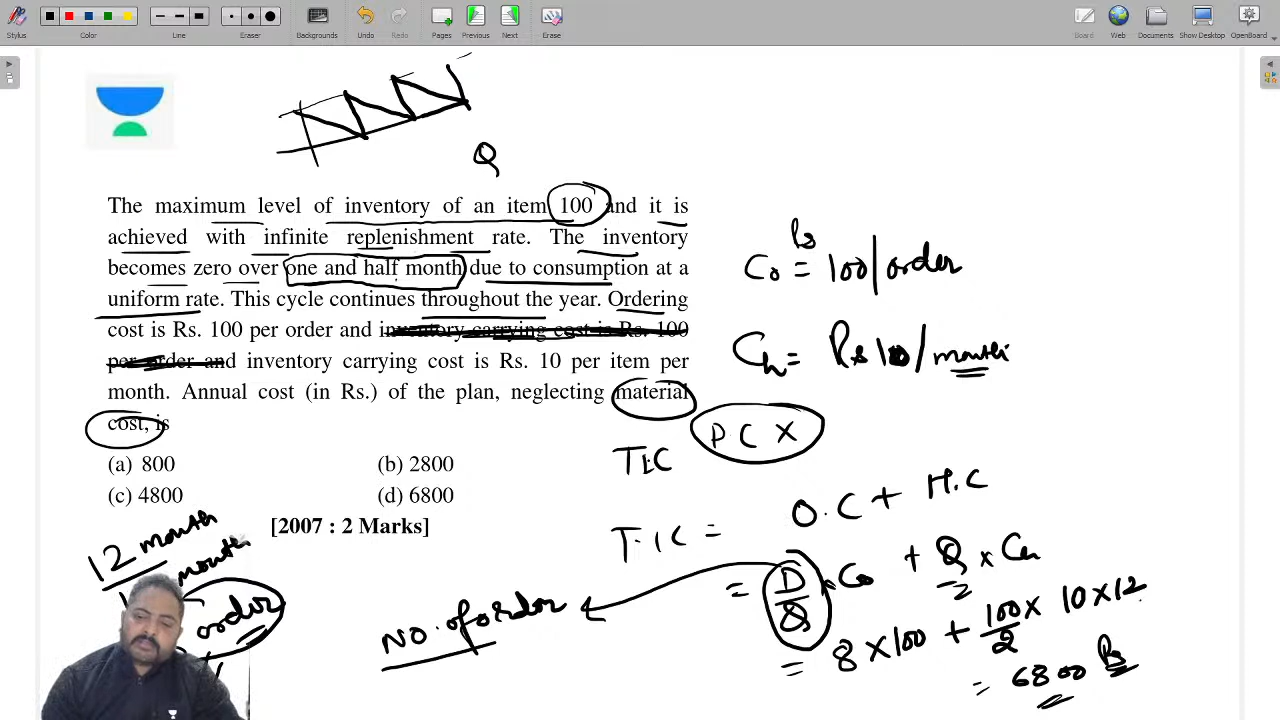 Stylus
Color
Line
Eraser
Backgrounds
Undo
Redo
Pages
Previous
Next
Erase
Board
Web
Documents
Show Desktop
OpenBoard
Q
The maximum level of inventory of an item 100 and it is
achieved with infinite replenishment rate. The inventory
becomes zero over one and half month due to consumption at a
uniform rate. This cycle continues throughout the year. Ordering
cost is Rs. 100 per order and inventory carrying cost is Rs. 100
per order and inventory carrying cost is Rs. 10 per item per
month. Annual cost (in Rs.) of the plan, neglecting material
cost, is
(a) 800
(b) 2800
(c) 4800
(d) 6800
[2007 : 2 Marks]
Rs
Co = 100/order
Ch = Rs 10/month
P.C X
TIC
T.IC = O.C + H.C
= D/Q × Co + Q/2 × Ch
= 8 × 100 + 100/2 × 10 × 12
= 6800 Rs
No. of order
12 month
month
order